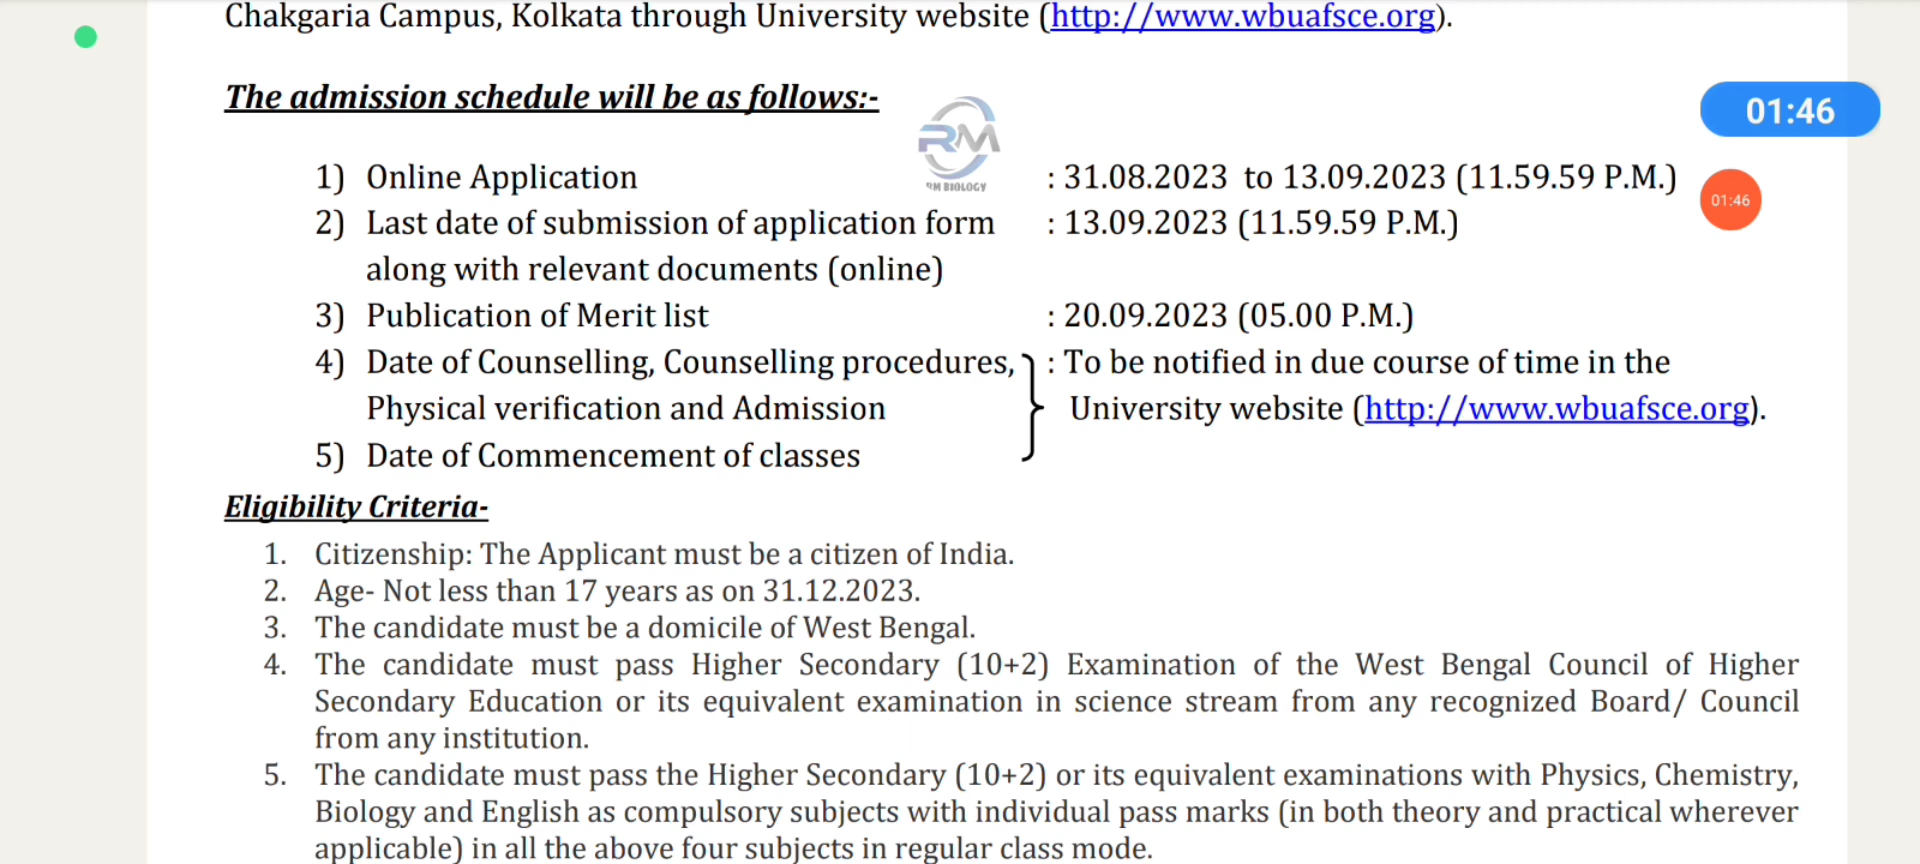 Chakgaria Campus, Kolkata through University website (http://www.wbuafsce.org).
The admission schedule will be as follows:-
01:46
RM BIOLOGY
1) Online Application : 31.08.2023 to 13.09.2023 (11.59.59 P.M.)
01:46
2) Last date of submission of application form : 13.09.2023 (11.59.59 P.M.)
along with relevant documents (online)
3) Publication of Merit list : 20.09.2023 (05.00 P.M.)
4) Date of Counselling, Counselling procedures, : To be notified in due course of time in the
Physical verification and Admission University website (http://www.wbuafsce.org).
5) Date of Commencement of classes
Eligibility Criteria-
1. Citizenship: The Applicant must be a citizen of India.
2. Age- Not less than 17 years as on 31.12.2023.
3. The candidate must be a domicile of West Bengal.
4. The candidate must pass Higher Secondary (10+2) Examination of the West Bengal Council of Higher
Secondary Education or its equivalent examination in science stream from any recognized Board/ Council
from any institution.
5. The candidate must pass the Higher Secondary (10+2) or its equivalent examinations with Physics, Chemistry,
Biology and English as compulsory subjects with individual pass marks (in both theory and practical wherever
applicable) in all the above four subjects in regular class mode.